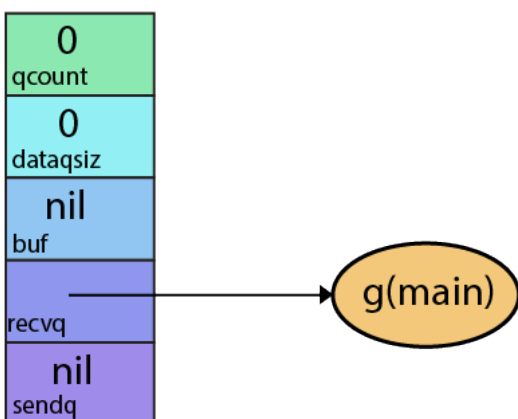 0
qcount
0
dataqsiz
nil
buf
g(main)
recvq
nil
sendq